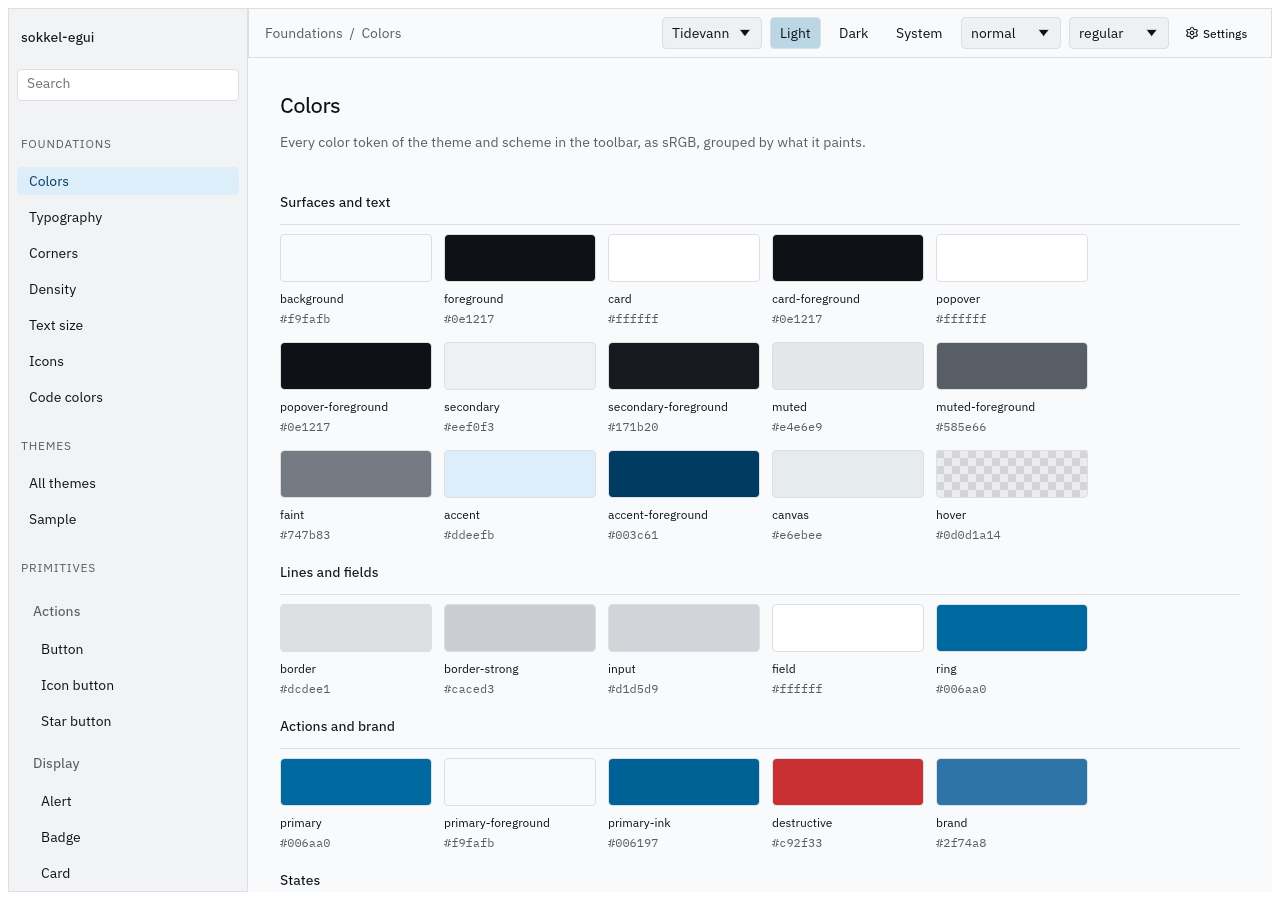 sokkel-egui
Search
FOUNDATIONS
Colors
Typography
Corners
Density
Text size
Icons
Code colors
THEMES
All themes
Sample
PRIMITIVES
Actions
Button
Icon button
Star button
Display
Alert
Badge
Card
Foundations / Colors
Tidevann Light Dark System normal regular Settings
Colors
Every color token of the theme and scheme in the toolbar, as sRGB, grouped by what it paints.
Surfaces and text
background foreground card card-foreground popover
#f9fafb #0e1217 #ffffff #0e1217 #ffffff
popover-foreground secondary secondary-foreground muted muted-foreground
#0e1217 #eef0f3 #171b20 #e4e6e9 #585e66
faint accent accent-foreground canvas hover
#747b83 #ddeefb #003c61 #e6ebee #0d0d1a14
Lines and fields
border border-strong input field ring
#dcdee1 #caced3 #d1d5d9 #ffffff #006aa0
Actions and brand
primary primary-foreground primary-ink destructive brand
#006aa0 #f9fafb #006197 #c92f33 #2f74a8
States